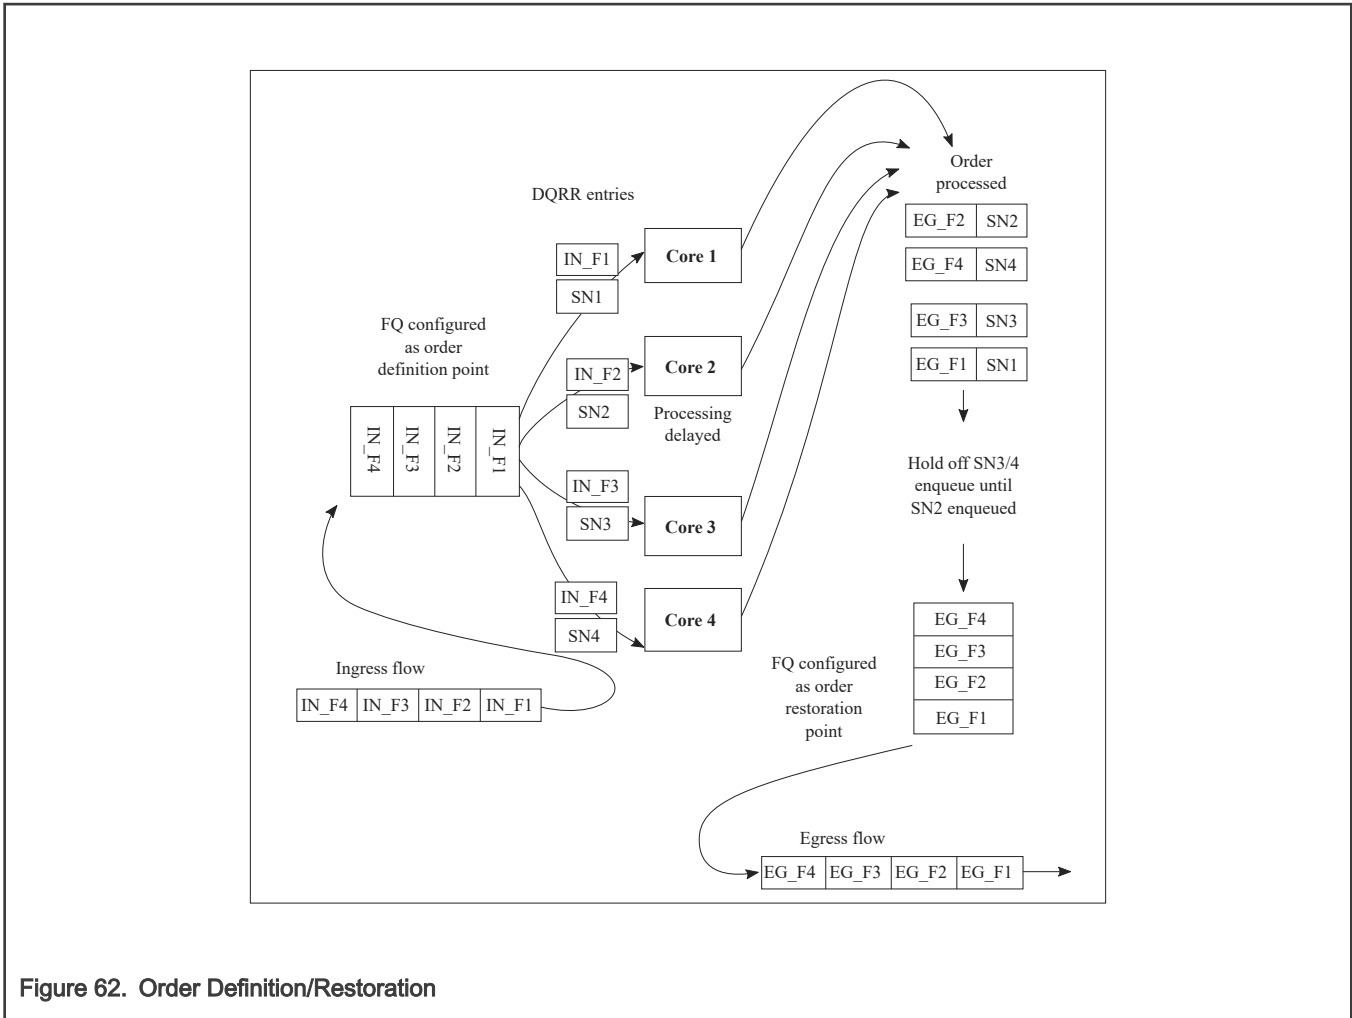 DQRR entries
IN_F1
SN1
Core 1
FQ configured
as order
definition point
IN_F2
SN2
Core 2
Processing
delayed
IN_F4
IN_F3
IN_F2
IN_F1
IN_F3
SN3
Core 3
IN_F4
SN4
Core 4
Ingress flow
IN_F4 IN_F3 IN_F2 IN_F1
Order
processed
EG_F2 SN2
EG_F4 SN4
EG_F3 SN3
EG_F1 SN1
Hold off SN3/4
enqueue until
SN2 enqueued
FQ configured
as order
restoration
point
EG_F4
EG_F3
EG_F2
EG_F1
Egress flow
EG_F4 EG_F3 EG_F2 EG_F1
Figure 62. Order Definition/Restoration